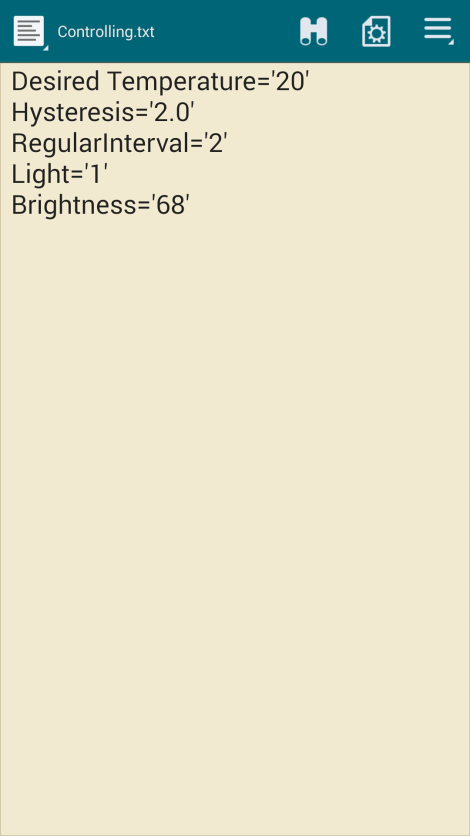 Controlling.txt
Desired Temperature='20'
Hysteresis='2.0'
RegularInterval='2'
Light='1'
Brightness='68'